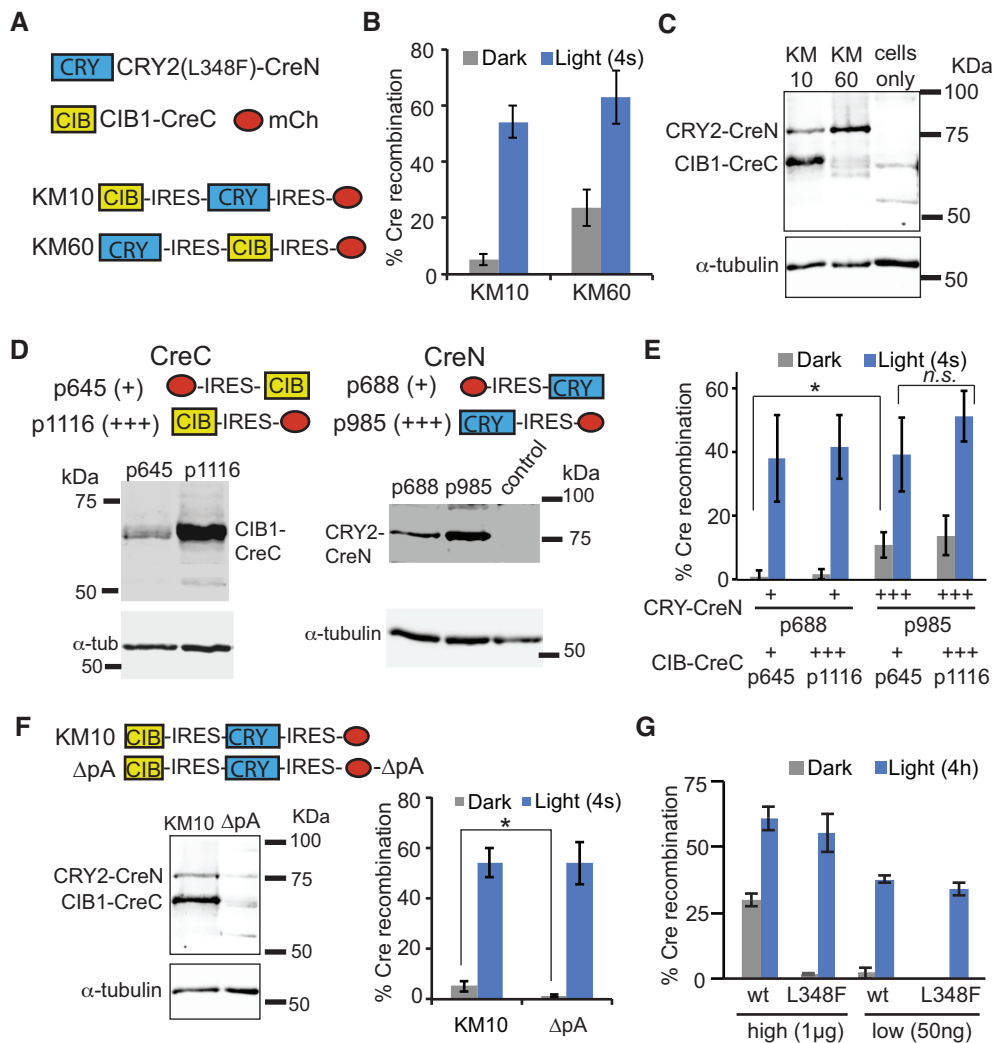 A
CRY CRY2(L348F)-CreN
CIB CIB1-CreC mCh
KM10 CIB -IRES- CRY -IRES-
KM60 CRY -IRES- CIB -IRES-
B
Dark Light (4s)
% Cre recombination
80
60
40
20
0
KM10 KM60
C
KM 10 KM 60 cells only
KDa
100
CRY2-CreN
75
CIB1-CreC
50
α-tubulin
50
D
CreC
p645 (+) -IRES- CIB
p1116 (+++) CIB -IRES-
kDa p645 p1116
75
CIB1-CreC
50
α-tub
50
CreN
p688 (+) -IRES- CRY
p985 (+++) CRY -IRES-
p688 p985 control
kDa
100
CRY2-CreN
75
α-tubulin
50
E
Dark Light (4s)
% Cre recombination
60
40
20
0
* n.s.
CRY-CreN + + +++ +++
p688 p985
CIB-CreC + +++ + +++
p645 p1116 p645 p1116
F
KM10 CIB -IRES- CRY -IRES-
ΔpA CIB -IRES- CRY -IRES- -ΔpA
KM10 ΔpA KDa
100
CRY2-CreN
75
CIB1-CreC
50
α-tubulin
50
Dark Light (4s)
% Cre recombination
80
60
40
20
0
*
KM10 ΔpA
G
Dark Light (4h)
% Cre recombination
75
50
25
0
wt L348F wt L348F
high (1µg) low (50ng)